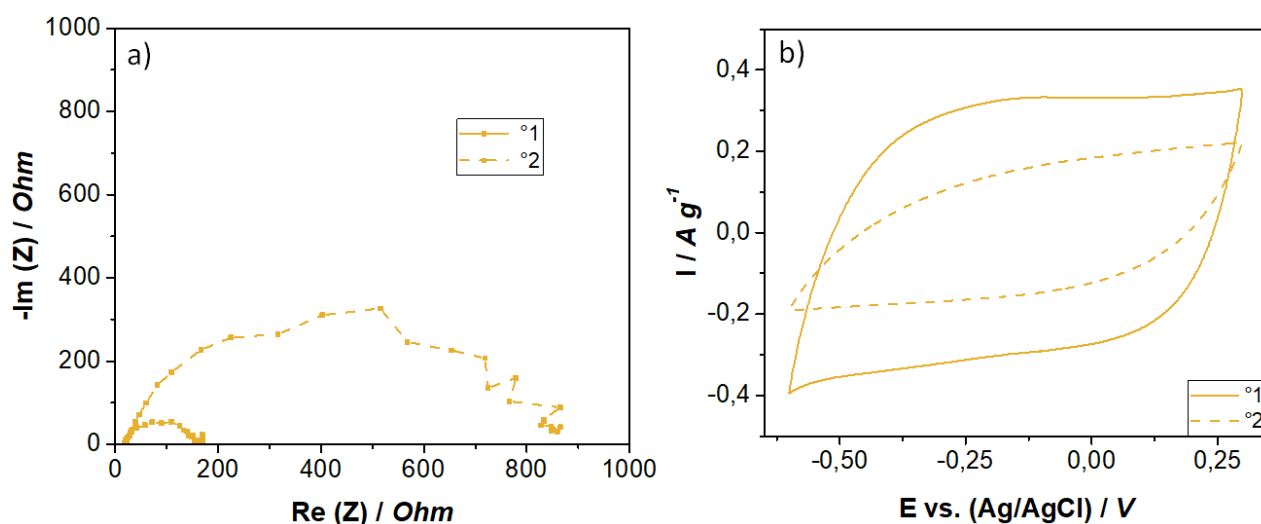 a)
1000
800
600
400
200
0
-Im (Z) / Ohm
°1
°2
0 200 400 600 800 1000
Re (Z) / Ohm
b)
0,4
0,2
0,0
-0,2
-0,4
I / A g-1
°1
°2
-0,50 -0,25 0,00 0,25
E vs. (Ag/AgCl) / V